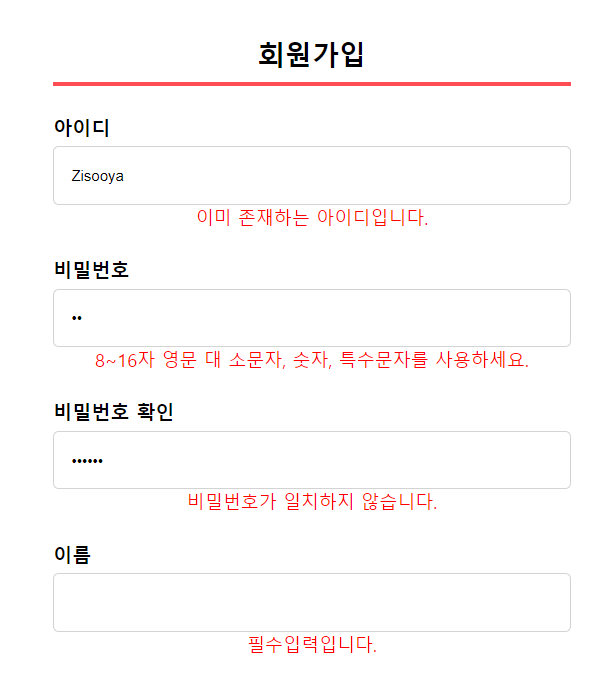 회원가입
아이디
Zisooya
이미 존재하는 아이디입니다.
비밀번호
••
8~16자 영문 대 소문자, 숫자, 특수문자를 사용하세요.
비밀번호 확인
••••••
비밀번호가 일치하지 않습니다.
이름
필수입력입니다.